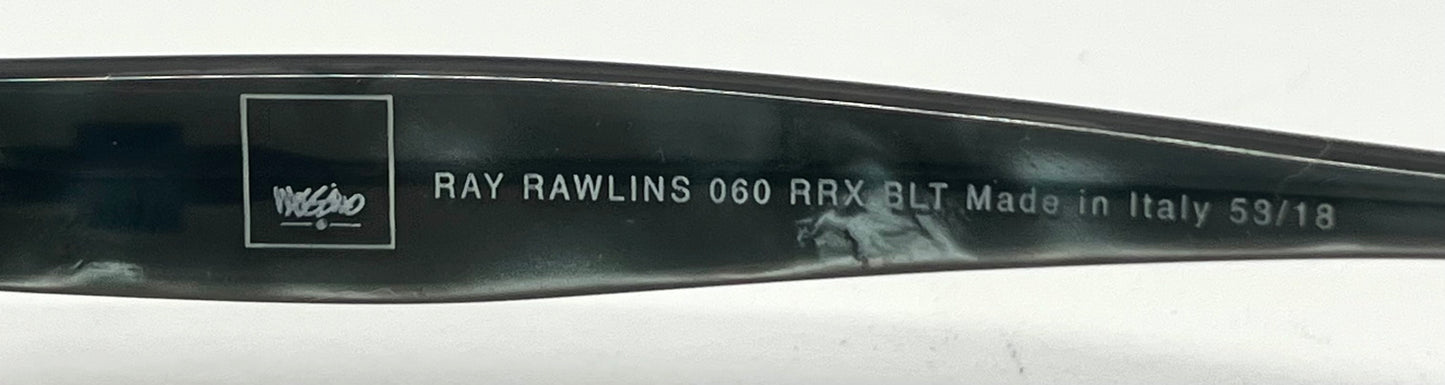 mossimo
RAY RAWLINS 060 RRX BLT Made in Italy 53/18